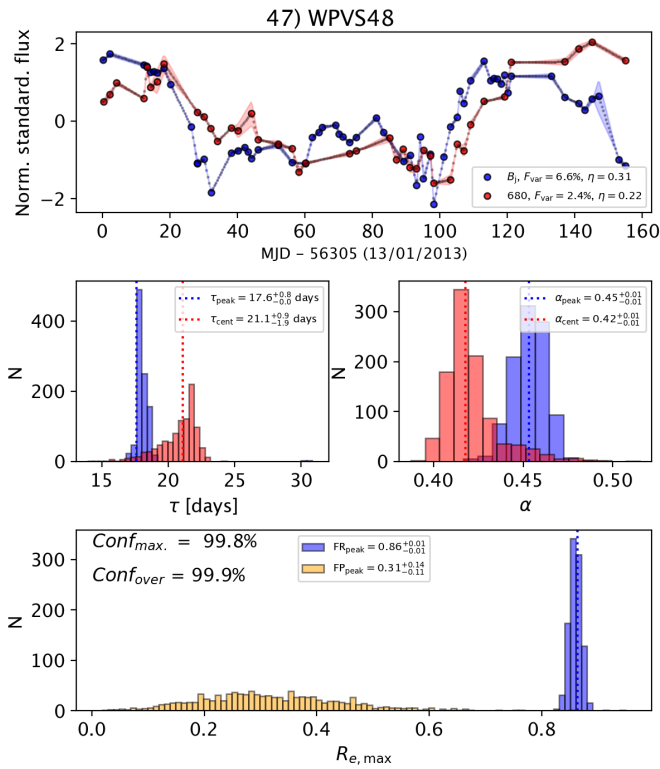 47) WPVS48
Norm. standard. flux
2
0
−2
B_J, F_var = 6.6%, η = 0.31
680, F_var = 2.4%, η = 0.22
0 20 40 60 80 100 120 140 160
MJD − 56305 (13/01/2013)
N
400
200
0
τ_peak = 17.6^{+0.8}_{−0.0} days
τ_cent = 21.1^{+0.9}_{−1.9} days
15 20 25 30
τ [days]
N
300
200
100
0
α_peak = 0.45^{+0.01}_{−0.01}
α_cent = 0.42^{+0.01}_{−0.01}
0.40 0.45 0.50
α
N
300
200
100
0
Conf_{max.} = 99.8%
Conf_{over} = 99.9%
FR_peak = 0.86^{+0.01}_{−0.01}
FP_peak = 0.31^{+0.14}_{−0.11}
0.0 0.2 0.4 0.6 0.8
R_{e, max}